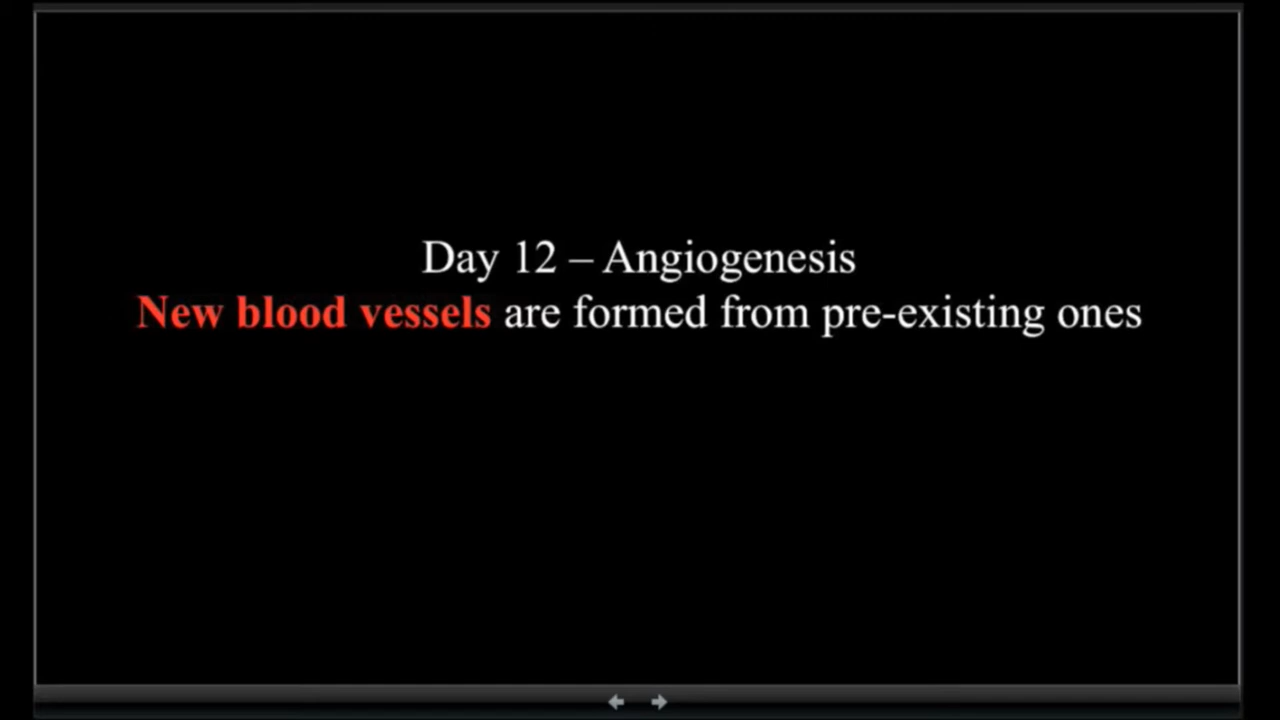 Day 12 – Angiogenesis
New blood vessels are formed from pre-existing ones